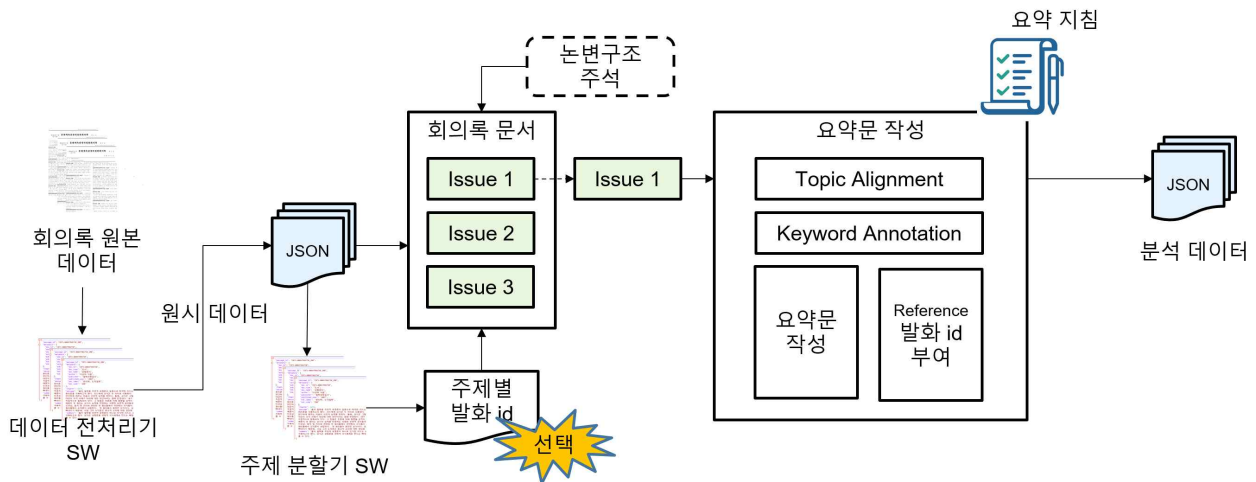 요약 지침
논변구조
주석
회의록 문서
Issue 1
Issue 2
Issue 3
Issue 1
요약문 작성
Topic Alignment
Keyword Annotation
요약문
작성
Reference
발화 id
부여
JSON
분석 데이터
회의록 원본
데이터
JSON
원시 데이터
데이터 전처리기
SW
주제 분할기 SW
주제별
발화 id
선택